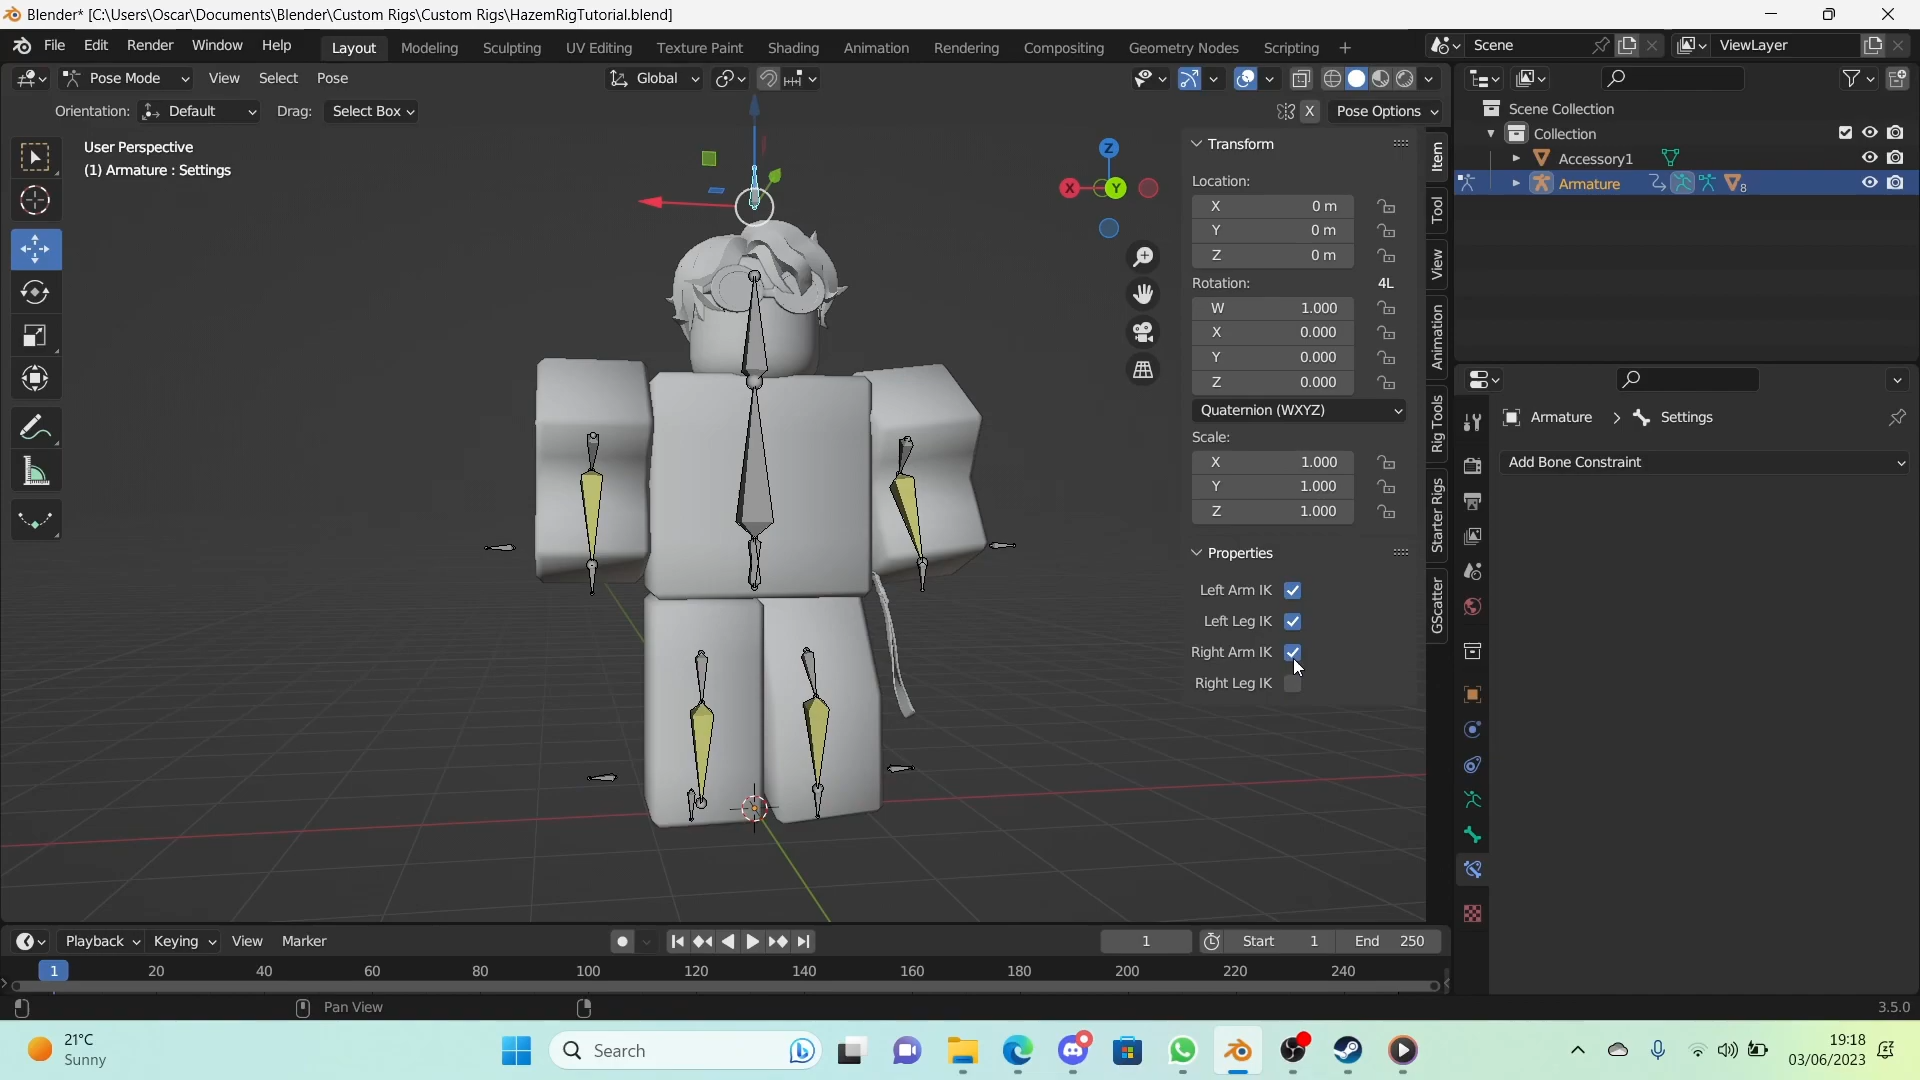 Blender* [C:\Users\Oscar\Documents\Blender\Custom Rigs\Custom Rigs\HazemRigTutorial.blend]
File Edit Render Window Help Layout Modeling Sculpting UV Editing Texture Paint Shading Animation Rendering Compositing Geometry Nodes Scripting + Scene ViewLayer
Pose Mode View Select Pose Global
Orientation: Default Drag: Select Box X Pose Options
User Perspective
(1) Armature : Settings
Z
X
Y
Transform
Location:
X 0 m
Y 0 m
Z 0 m
Rotation: 4L
W 1.000
X 0.000
Y 0.000
Z 0.000
Quaternion (WXYZ)
Scale:
X 1.000
Y 1.000
Z 1.000
Properties
Left Arm IK
Left Leg IK
Right Arm IK
Right Leg IK
Item
Tool
View
Animation
Rig Tools
Starter Rigs
GScatter
Scene Collection
Collection
Accessory1
Armature 8
Armature > Settings
Add Bone Constraint
Playback Keying View Marker 1 Start 1 End 250
1 20 40 60 80 100 120 140 160 180 200 220 240
Pan View 3.5.0
21°C
Sunny
Search
19:18
03/06/2023